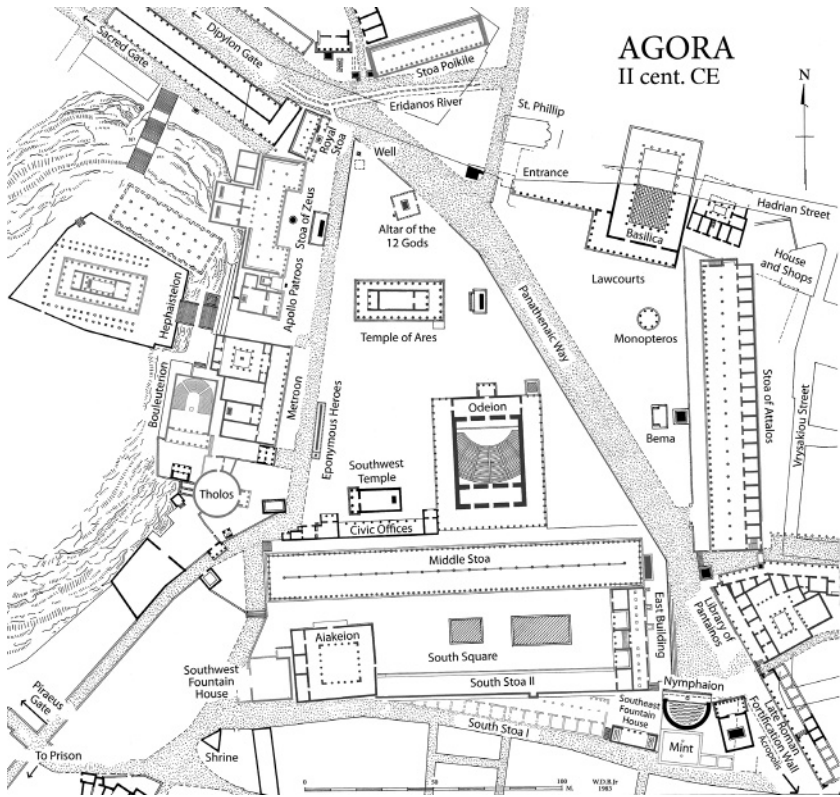 AGORA
II cent. CE
N
Sacred Gate
Dipylon Gate
Stoa Poikile
Eridanos River
St. Phillip
Royal Stoa
Well
Entrance
Hadrian Street
Altar of the
12 Gods
Stoa of Zeus
Basilica
House
and Shops
Lawcourts
Hephaisteion
Apollo Patroos
Temple of Ares
Panathenaic Way
Monopteros
Stoa of Attalos
Vrysakiou Street
Bouleuterion
Metroon
Eponymous Heroes
Odeion
Bema
Southwest
Temple
Tholos
Civic Offices
Middle Stoa
Library of
Pantainos
East Building
Aiakeion
South Square
Southwest
Fountain
House
South Stoa II
Nymphaion
Southeast
Fountain
House
Late Roman
Fortification Wall
Acropolis
Piraeus
Gate
South Stoa I
Mint
To Prison
Shrine
0
50
100
M.
W.D.B.Jr
1983